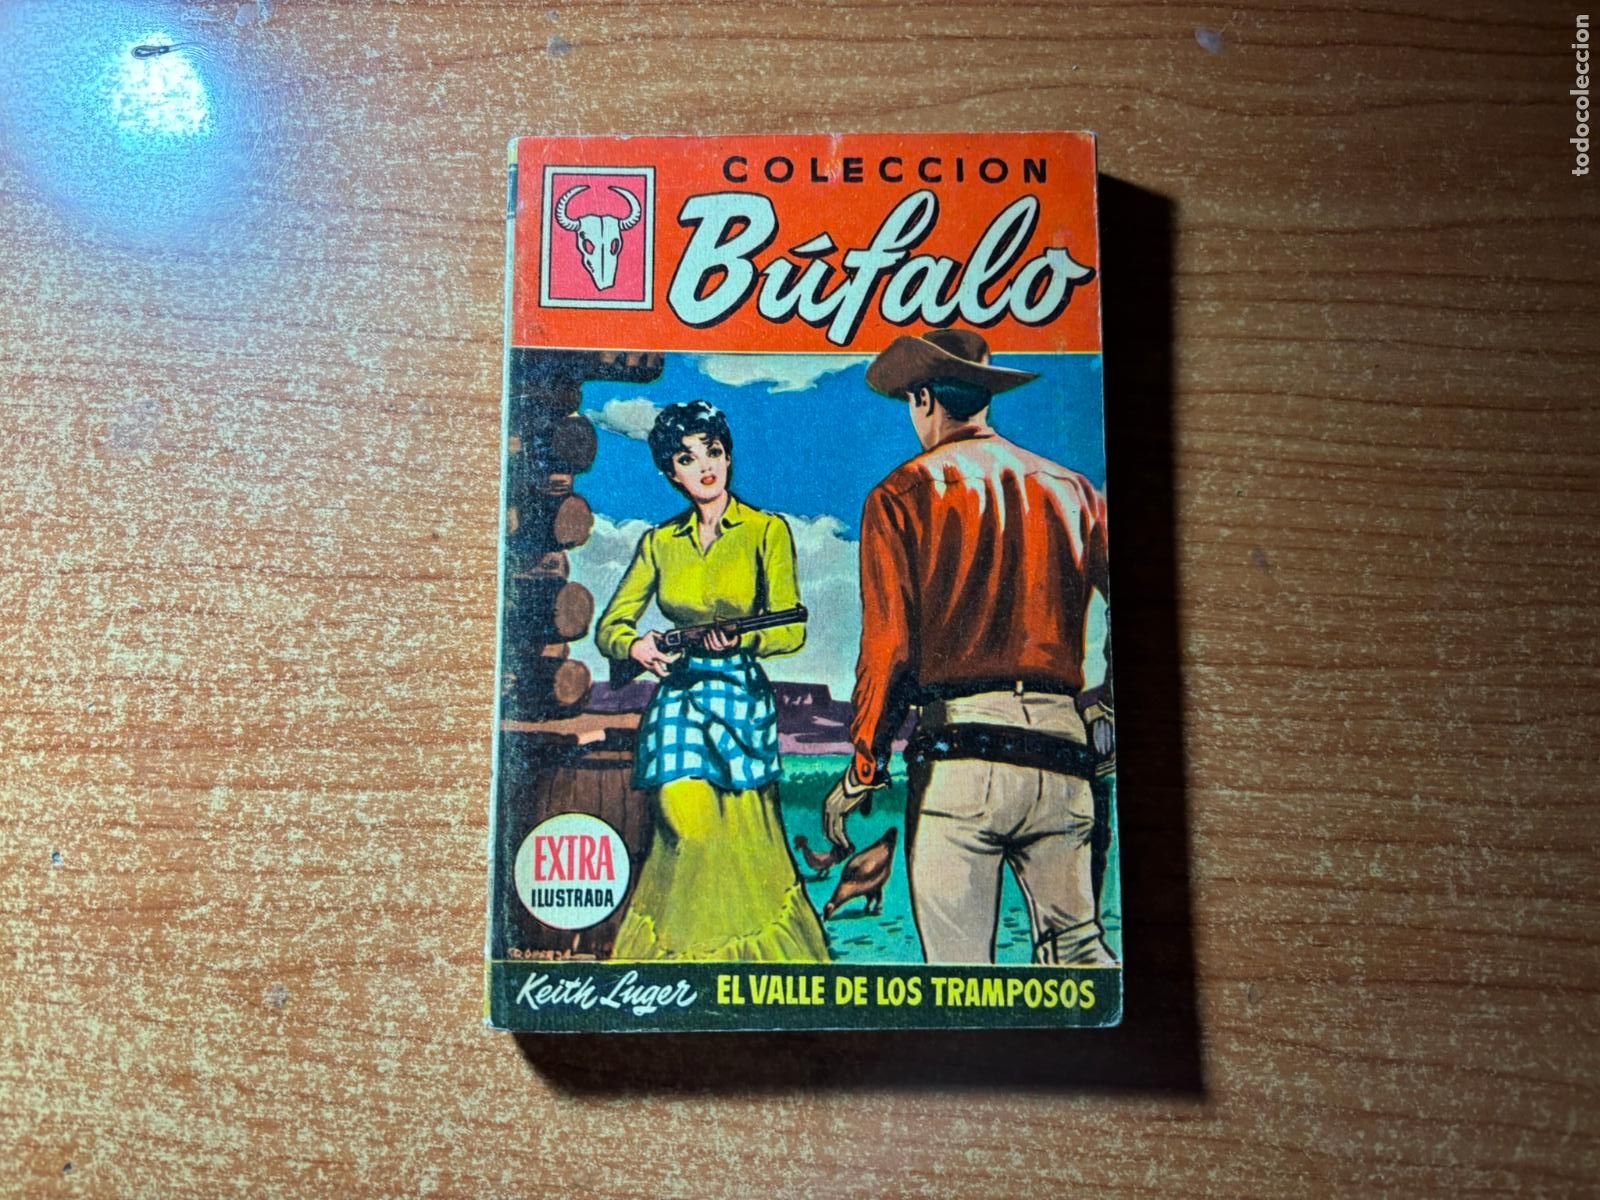 COLECCION
Búfalo
EXTRA
ILUSTRADA
Keith Luger EL VALLE DE LOS TRAMPOSOS
todocoleccion